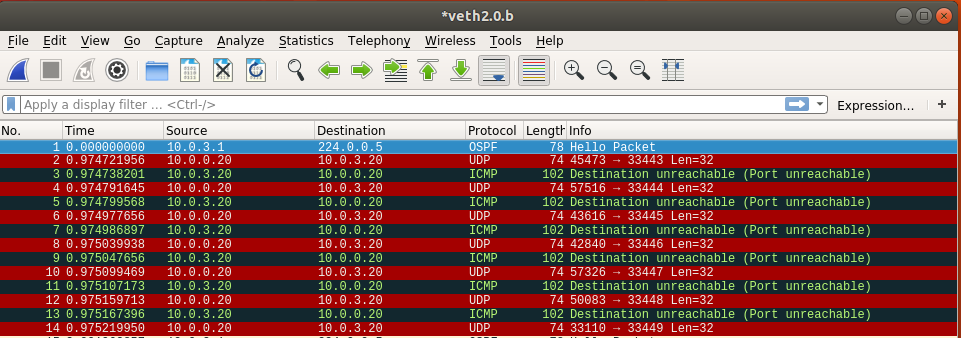 *veth2.0.b
File Edit View Go Capture Analyze Statistics Telephony Wireless Tools Help
Apply a display filter ... <Ctrl-/> Expression... +
No. Time Source Destination Protocol Length Info
1 0.000000000 10.0.3.1 224.0.0.5 OSPF 78 Hello Packet
2 0.974721956 10.0.0.20 10.0.3.20 UDP 74 45473 → 33443 Len=32
3 0.974738201 10.0.3.20 10.0.0.20 ICMP 102 Destination unreachable (Port unreachable)
4 0.974791645 10.0.0.20 10.0.3.20 UDP 74 57516 → 33444 Len=32
5 0.974799568 10.0.3.20 10.0.0.20 ICMP 102 Destination unreachable (Port unreachable)
6 0.974977656 10.0.0.20 10.0.3.20 UDP 74 43616 → 33445 Len=32
7 0.974986897 10.0.3.20 10.0.0.20 ICMP 102 Destination unreachable (Port unreachable)
8 0.975039938 10.0.0.20 10.0.3.20 UDP 74 42840 → 33446 Len=32
9 0.975047656 10.0.3.20 10.0.0.20 ICMP 102 Destination unreachable (Port unreachable)
10 0.975099469 10.0.0.20 10.0.3.20 UDP 74 57326 → 33447 Len=32
11 0.975107173 10.0.3.20 10.0.0.20 ICMP 102 Destination unreachable (Port unreachable)
12 0.975159713 10.0.0.20 10.0.3.20 UDP 74 50083 → 33448 Len=32
13 0.975167396 10.0.3.20 10.0.0.20 ICMP 102 Destination unreachable (Port unreachable)
14 0.975219950 10.0.0.20 10.0.3.20 UDP 74 33110 → 33449 Len=32